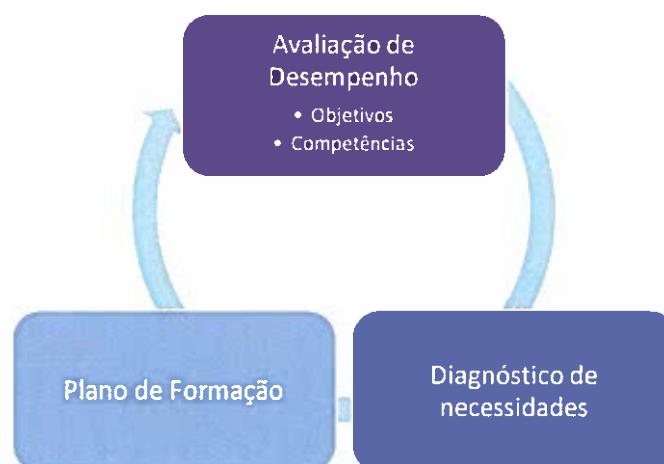 Avaliação de
Desempenho
• Objetivos
• Competências
Plano de Formação
Diagnóstico de
necessidades